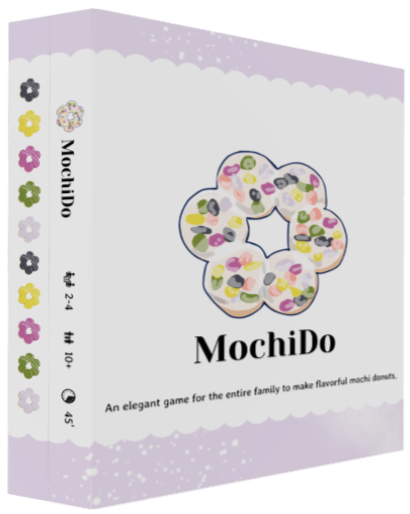 MochiDo
2-4
10+
45'
MochiDo
An elegant game for the entire family to make flavorful mochi donuts.